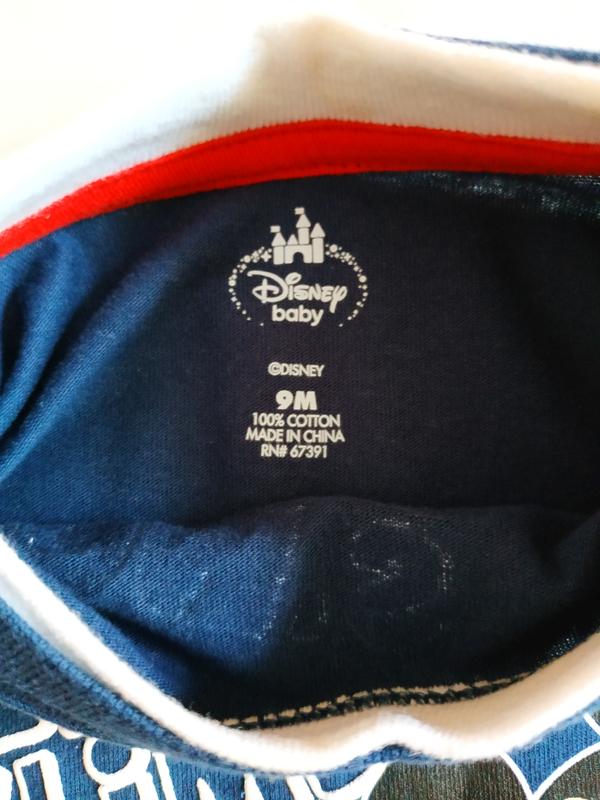 Disney
baby
©DISNEY
9M
100% COTTON
MADE IN CHINA
RN# 67391